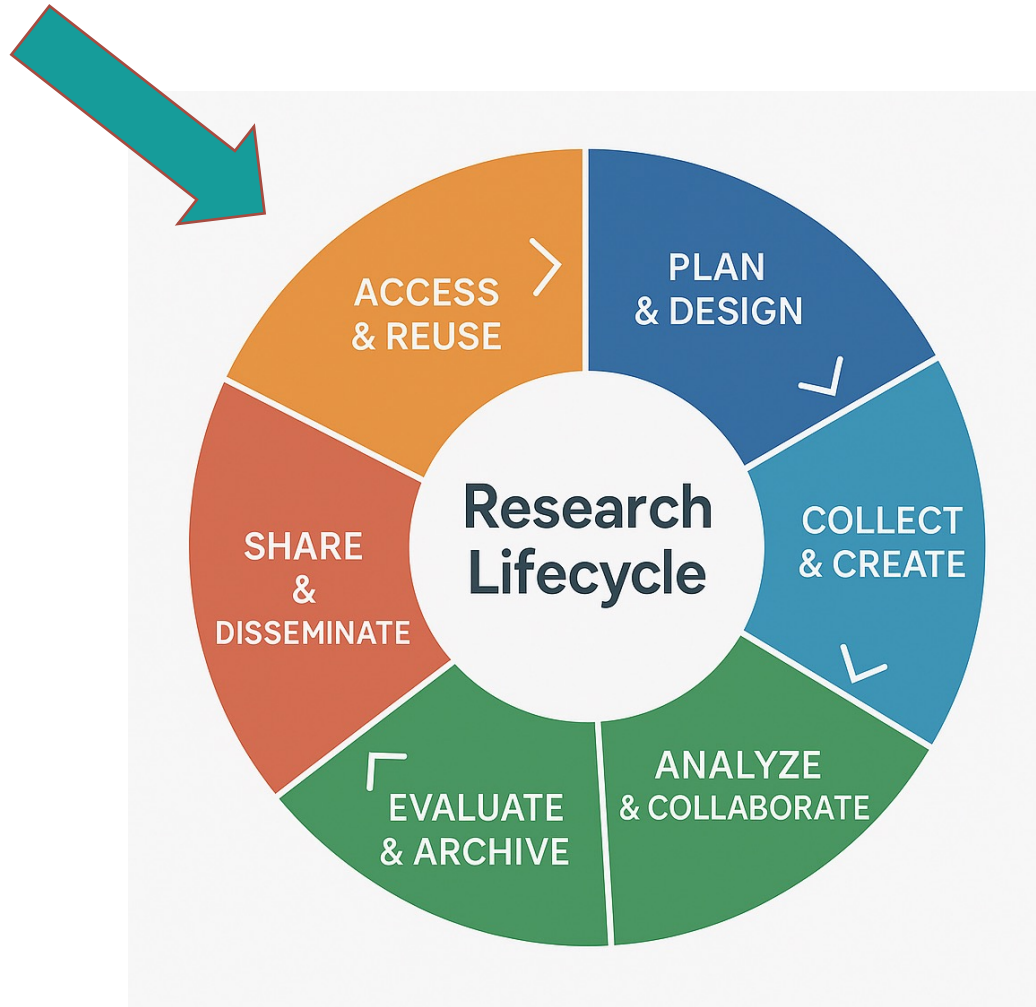 Research
Lifecycle
PLAN
& DESIGN
COLLECT
& CREATE
ANALYZE
& COLLABORATE
EVALUATE
& ARCHIVE
SHARE
&
DISSEMINATE
ACCESS
& REUSE